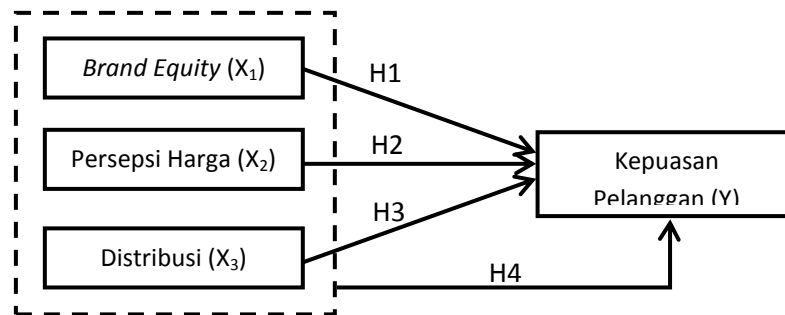 Brand Equity (X₁)
H1
Persepsi Harga (X₂)
H2
Kepuasan
Pelanggan (Y)
H3
Distribusi (X₃)
H4